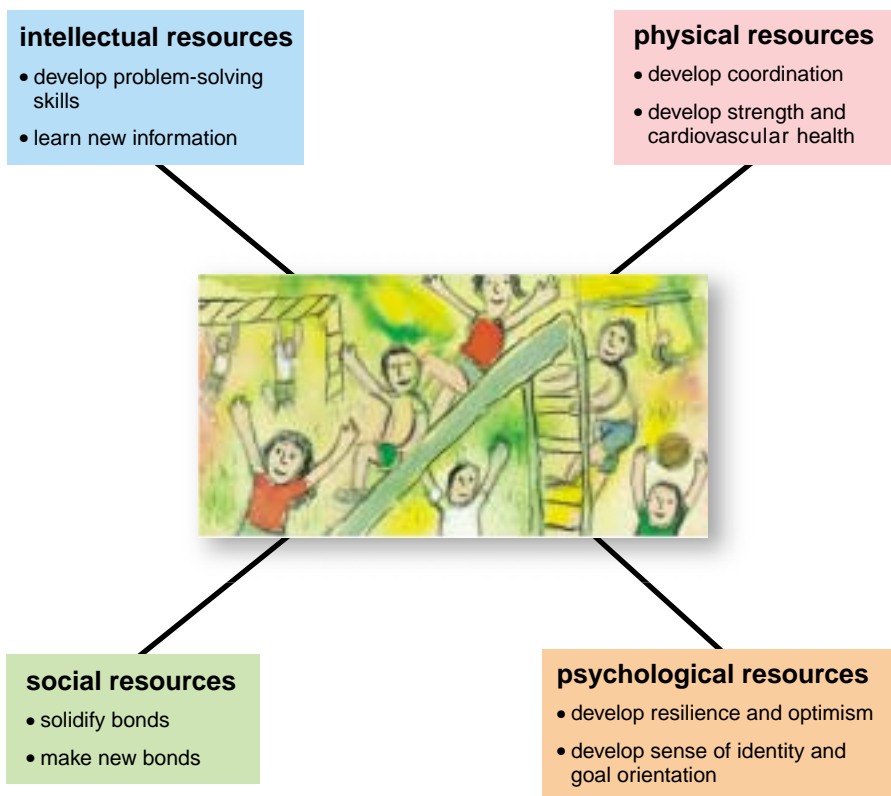 intellectual resources
• develop problem-solving
skills
• learn new information
physical resources
• develop coordination
• develop strength and
cardiovascular health
social resources
• solidify bonds
• make new bonds
psychological resources
• develop resilience and optimism
• develop sense of identity and
goal orientation